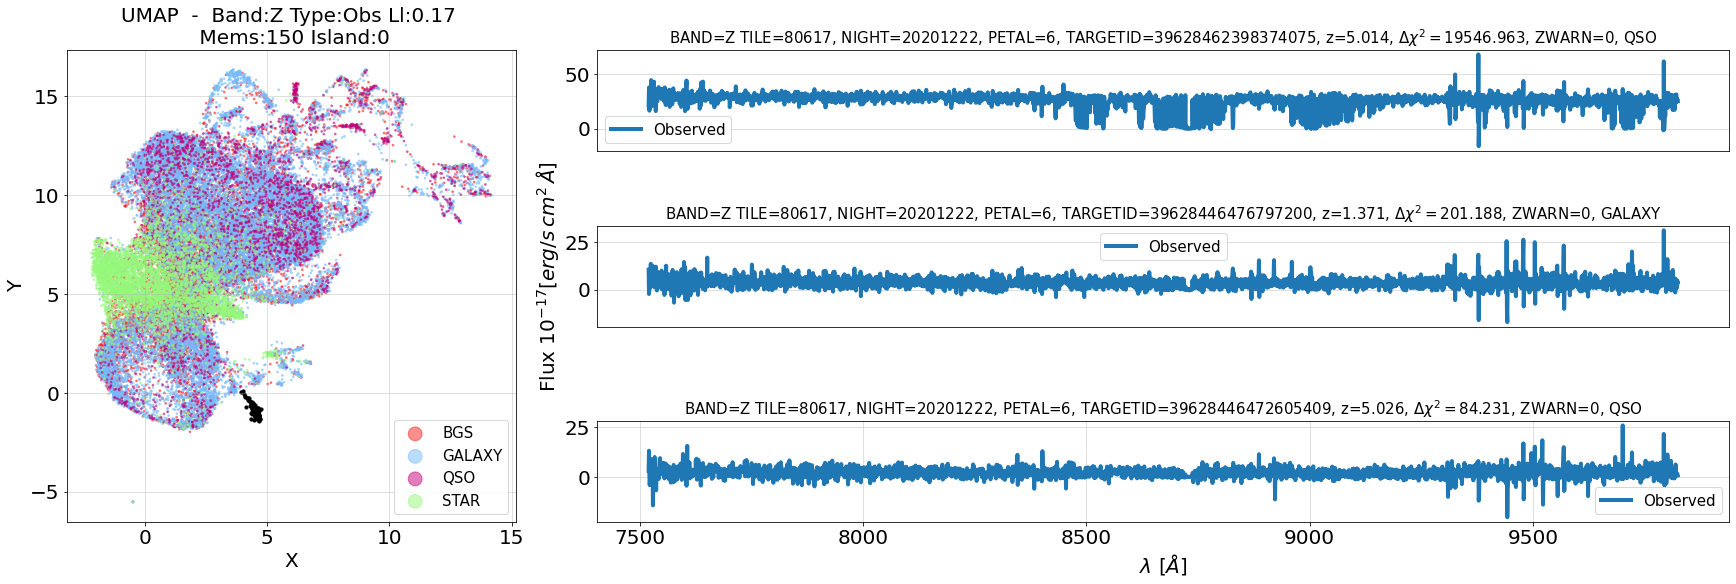 UMAP - Band:Z Type:Obs Ll:0.17
Mems:150 Island:0
15
10
5
0
−5
Y
0
5
10
15
X
BGS
GALAXY
QSO
STAR
Flux 10⁻¹⁷[erg/s cm² Å]
BAND=Z TILE=80617, NIGHT=20201222, PETAL=6, TARGETID=39628462398374075, z=5.014, Δχ² = 19546.963, ZWARN=0, QSO
50
0
Observed
BAND=Z TILE=80617, NIGHT=20201222, PETAL=6, TARGETID=39628446476797200, z=1.371, Δχ² = 201.188, ZWARN=0, GALAXY
25
0
Observed
BAND=Z TILE=80617, NIGHT=20201222, PETAL=6, TARGETID=39628446472605409, z=5.026, Δχ² = 84.231, ZWARN=0, QSO
25
0
Observed
7500
8000
8500
9000
9500
λ [Å]